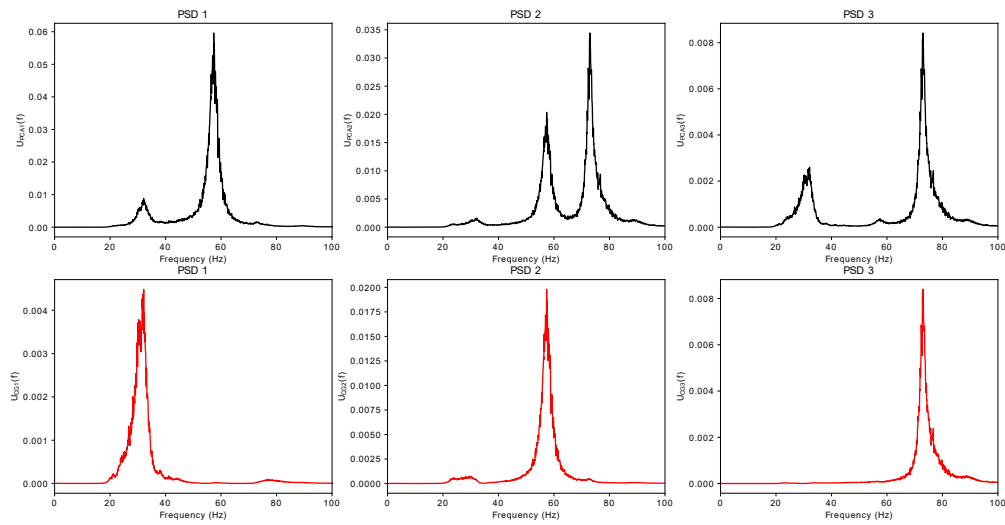 PSD 1
PSD 2
PSD 3
U_PCA1(f)
0.06
0.05
0.04
0.03
0.02
0.01
0.00
0 20 40 60 80 100
Frequency (Hz)
U_PCA2(f)
0.035
0.030
0.025
0.020
0.015
0.010
0.005
0.000
0 20 40 60 80 100
Frequency (Hz)
U_PCA3(f)
0.008
0.006
0.004
0.002
0.000
0 20 40 60 80 100
Frequency (Hz)
PSD 1
PSD 2
PSD 3
U_CG1(f)
0.004
0.003
0.002
0.001
0.000
0 20 40 60 80 100
Frequency (Hz)
U_CG2(f)
0.0200
0.0175
0.0150
0.0125
0.0100
0.0075
0.0050
0.0025
0.0000
0 20 40 60 80 100
Frequency (Hz)
U_CG3(f)
0.008
0.006
0.004
0.002
0.000
0 20 40 60 80 100
Frequency (Hz)